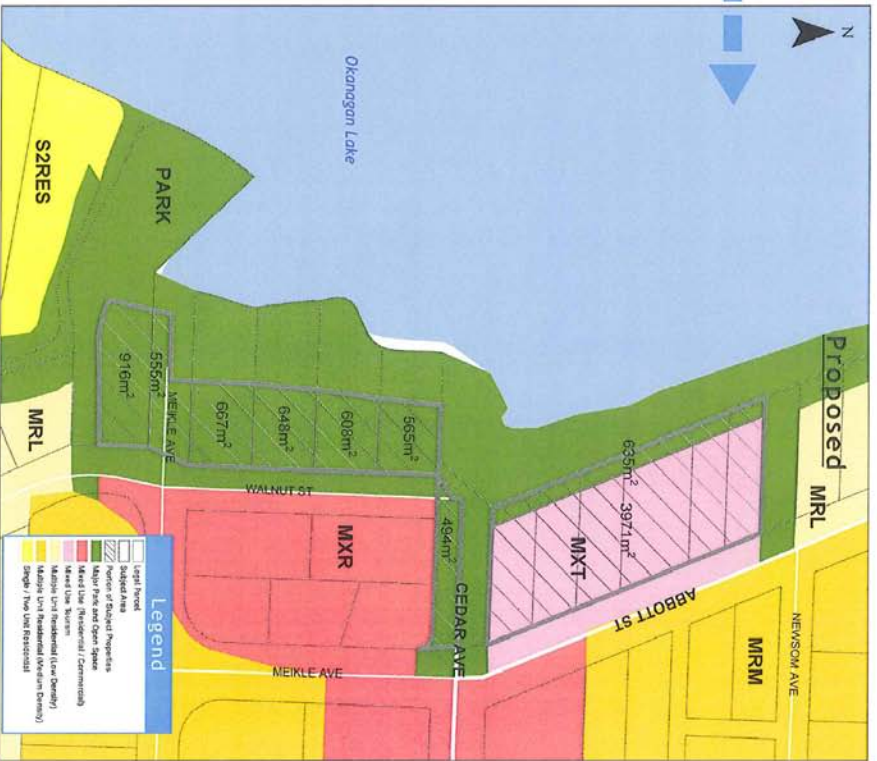 Proposed
N
Okanagan Lake
S2RES
PARK
MRL
635m² 3971m²
MXT
ABBOTT ST
NEWSOM AVE
MRM
916m²
555m²
MEIKLE AVE
667m²
648m²
608m²
565m²
WALNUT ST
494m²
CEDAR AVE
MRL
MXR
MEIKLE AVE
Legend
Legal Parcel
Subject Area
Portion of Subject Properties
Major Park and Open Space
Mixed Use (Residential / Commercial)
Mixed Use Tourism
Multiple Unit Residential (Low Density)
Multiple Unit Residential (Medium Density)
Single / Two Unit Residential